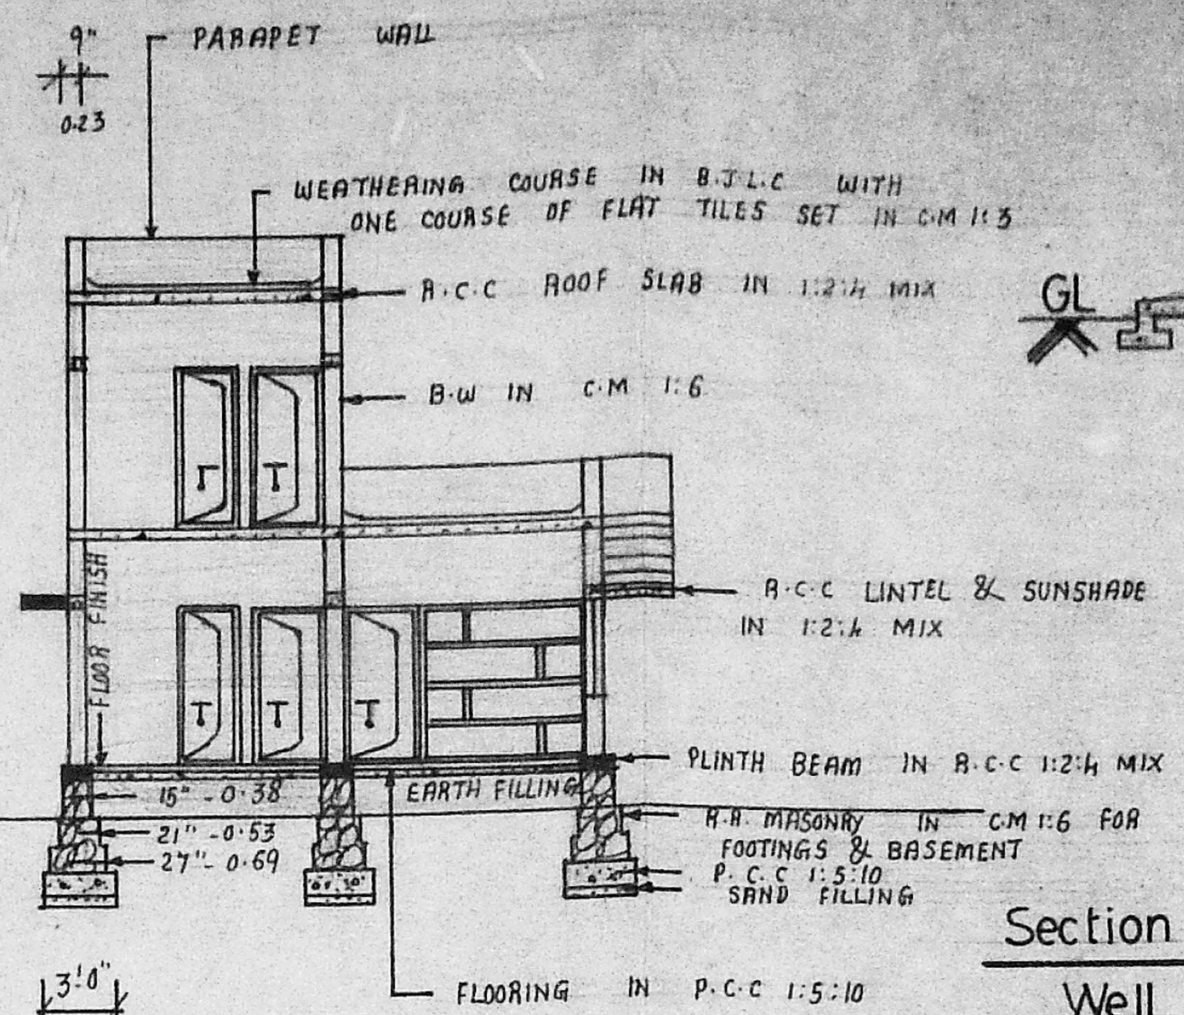 9"
0.23
PARAPET WALL
WEATHERING COURSE IN B.J.L.C WITH
ONE COURSE OF FLAT TILES SET IN C.M 1:3
R.C.C ROOF SLAB IN 1:2:4 MIX
GL
B.W IN C.M 1:6
FLOOR FINISH
R.C.C LINTEL & SUNSHADE
IN 1:2:4 MIX
PLINTH BEAM IN R.C.C 1:2:4 MIX
15" - 0.38
EARTH FILLING
21" - 0.53
27" - 0.69
R.R. MASONRY IN C.M 1:6 FOR
FOOTINGS & BASEMENT
P.C.C 1:5:10
SAND FILLING
Section
Well
3'0"
FLOORING IN P.C.C 1:5:10